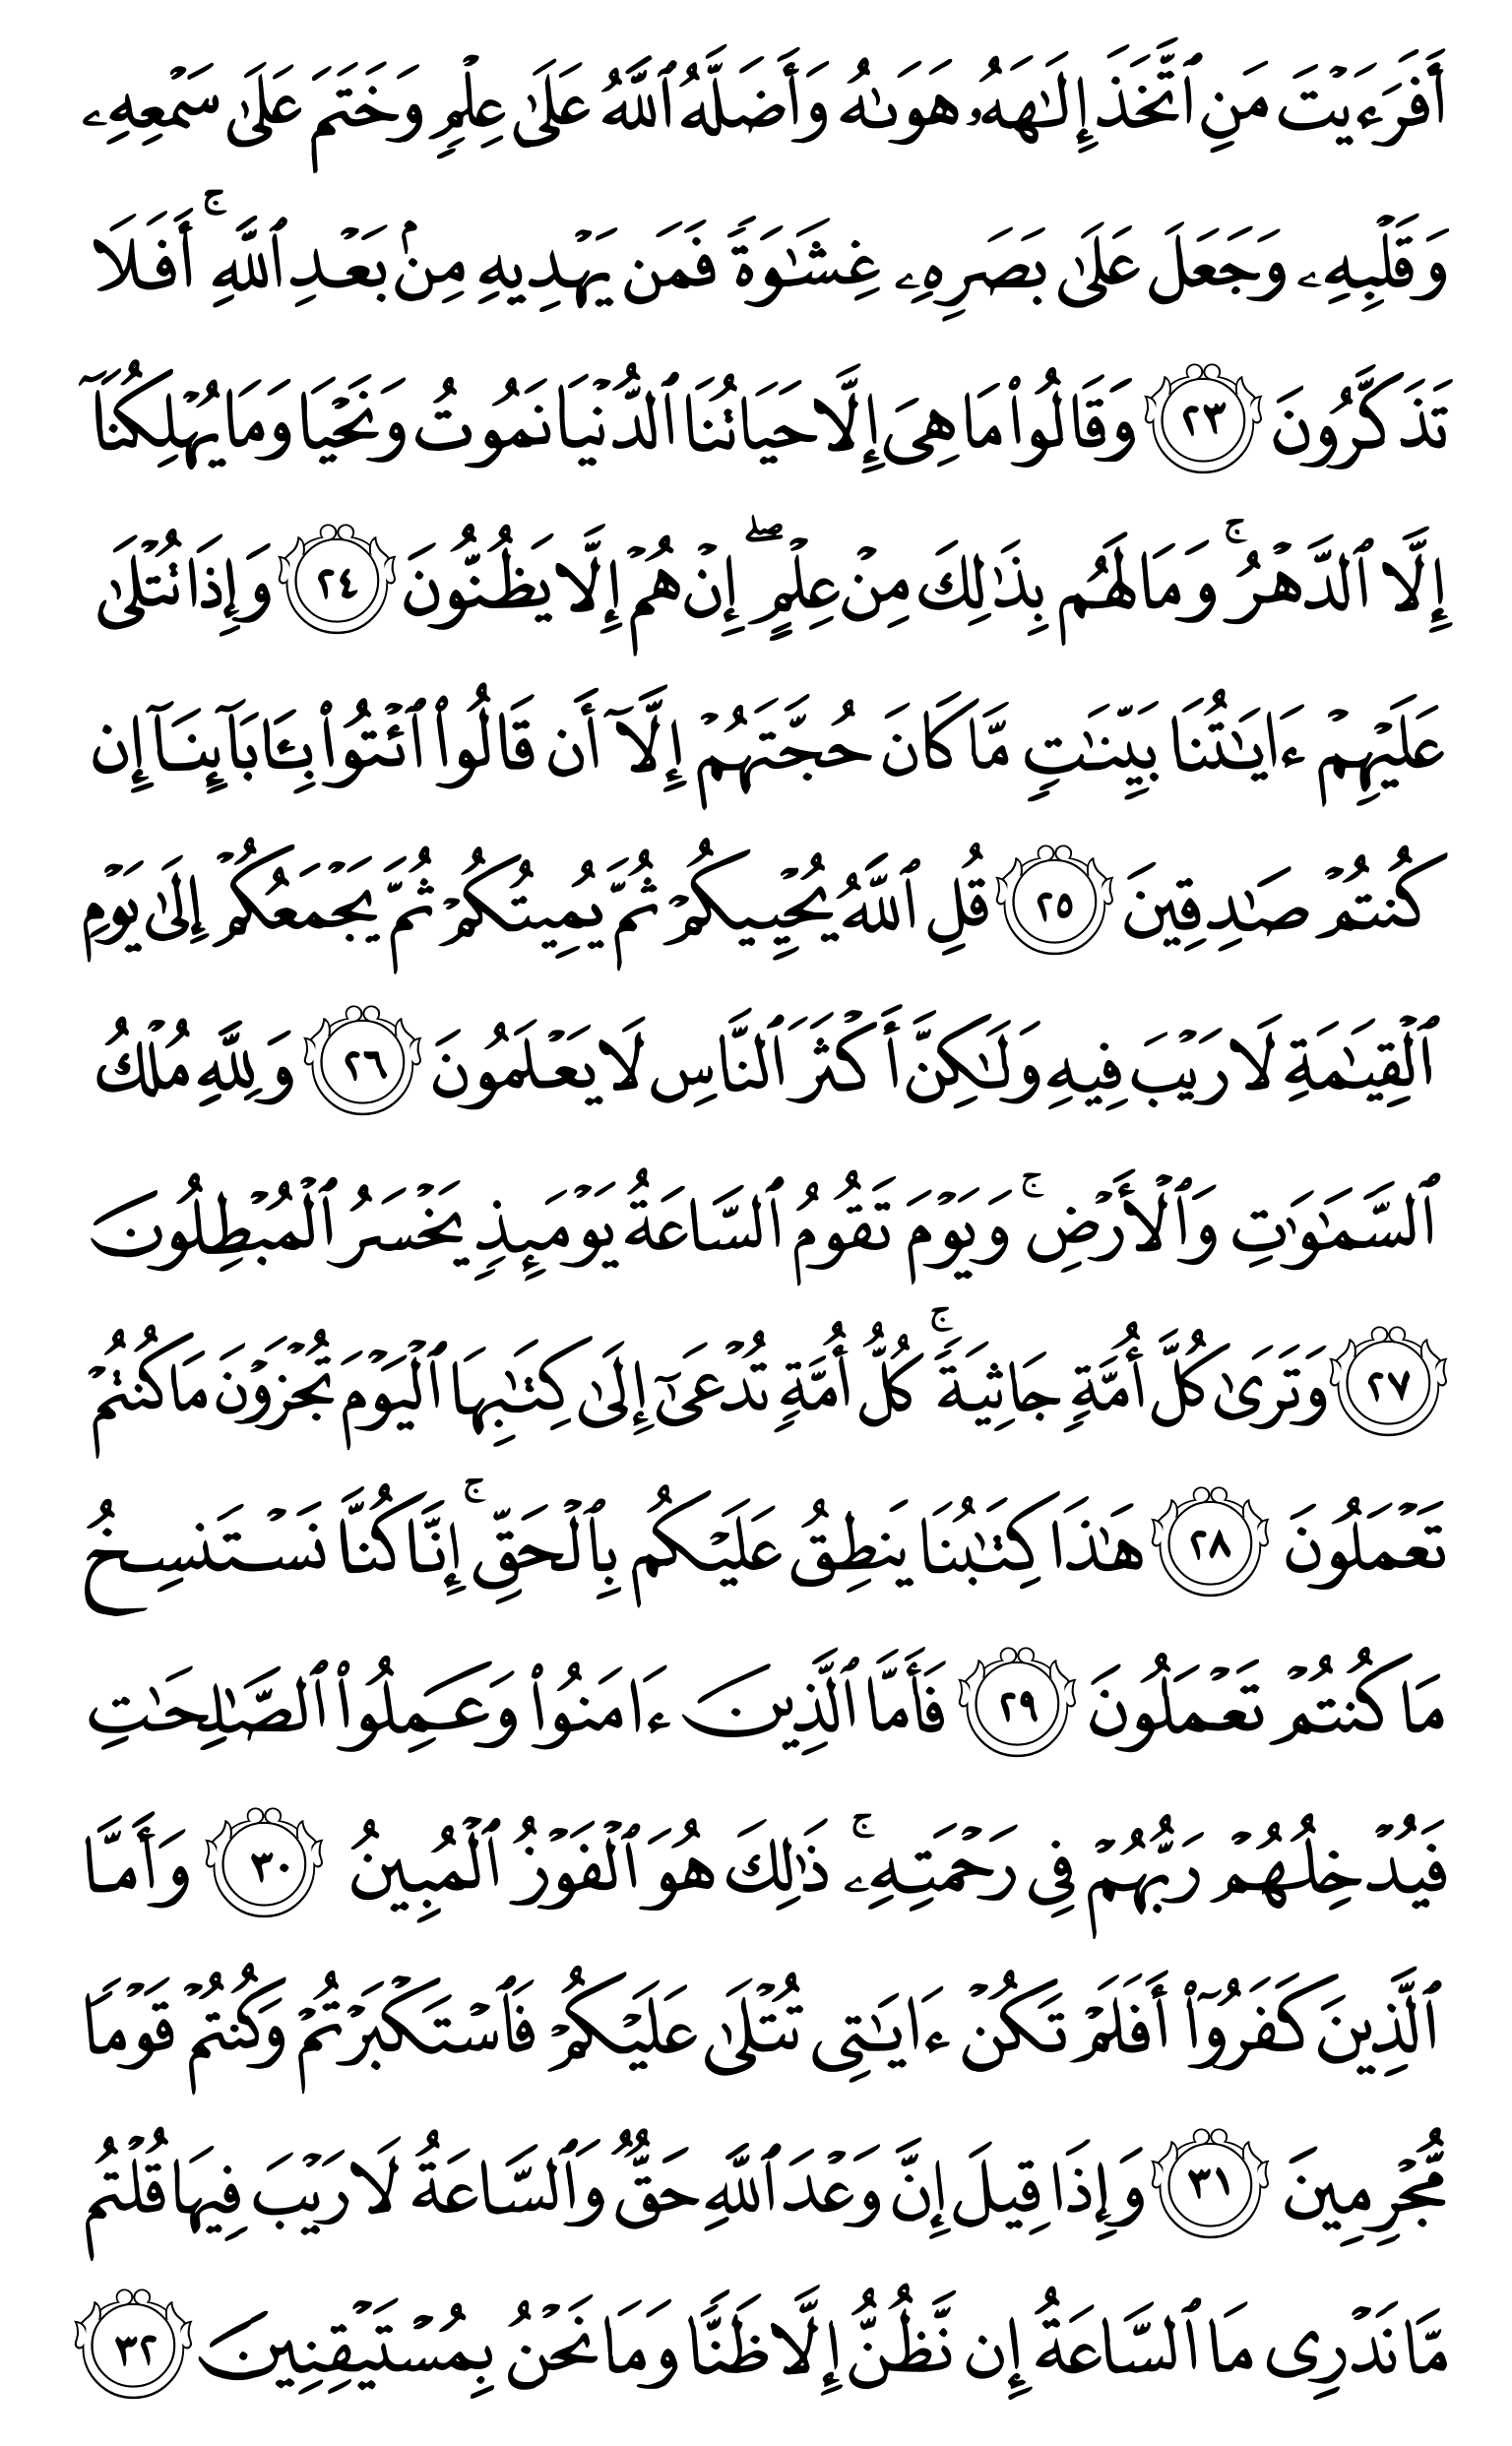 أَفَرَءَيْتَ مَنِ ٱتَّخَذَ إِلَـٰهَهُۥ هَوَىٰهُ وَأَضَلَّهُ ٱللَّهُ عَلَىٰ عِلْمٍ وَخَتَمَ عَلَىٰ سَمْعِهِۦ
وَقَلْبِهِۦ وَجَعَلَ عَلَىٰ بَصَرِهِۦ غِشَـٰوَةً فَمَن يَهْدِيهِ مِنۢ بَعْدِ ٱللَّهِ ۚ أَفَلَا
تَذَكَّرُونَ ٢٣ وَقَالُوا۟ مَا هِىَ إِلَّا حَيَاتُنَا ٱلدُّنْيَا نَمُوتُ وَنَحْيَا وَمَا يُهْلِكُنَآ
إِلَّا ٱلدَّهْرُ ۚ وَمَا لَهُم بِذَٰلِكَ مِنْ عِلْمٍ ۖ إِنْ هُمْ إِلَّا يَظُنُّونَ ٢٤ وَإِذَا تُتْلَىٰ
عَلَيْهِمْ ءَايَـٰتُنَا بَيِّنَـٰتٍ مَّا كَانَ حُجَّتَهُمْ إِلَّآ أَن قَالُوا۟ ٱئْتُوا۟ بِـَٔابَآئِنَآ إِن
كُنتُمْ صَـٰدِقِينَ ٢٥ قُلِ ٱللَّهُ يُحْيِيكُمْ ثُمَّ يُمِيتُكُمْ ثُمَّ يَجْمَعُكُمْ إِلَىٰ يَوْمِ
ٱلْقِيَـٰمَةِ لَا رَيْبَ فِيهِ وَلَـٰكِنَّ أَكْثَرَ ٱلنَّاسِ لَا يَعْلَمُونَ ٢٦ وَلِلَّهِ مُلْكُ
ٱلسَّمَـٰوَٰتِ وَٱلْأَرْضِ ۚ وَيَوْمَ تَقُومُ ٱلسَّاعَةُ يَوْمَئِذٍ يَخْسَرُ ٱلْمُبْطِلُونَ
٢٧ وَتَرَىٰ كُلَّ أُمَّةٍ جَاثِيَةً ۚ كُلُّ أُمَّةٍ تُدْعَىٰٓ إِلَىٰ كِتَـٰبِهَا ٱلْيَوْمَ تُجْزَوْنَ مَا كُنتُمْ
تَعْمَلُونَ ٢٨ هَـٰذَا كِتَـٰبُنَا يَنطِقُ عَلَيْكُم بِٱلْحَقِّ ۚ إِنَّا كُنَّا نَسْتَنسِخُ
مَا كُنتُمْ تَعْمَلُونَ ٢٩ فَأَمَّا ٱلَّذِينَ ءَامَنُوا۟ وَعَمِلُوا۟ ٱلصَّـٰلِحَـٰتِ
فَيُدْخِلُهُمْ رَبُّهُمْ فِى رَحْمَتِهِۦ ۚ ذَٰلِكَ هُوَ ٱلْفَوْزُ ٱلْمُبِينُ ٣٠ وَأَمَّا
ٱلَّذِينَ كَفَرُوٓا۟ أَفَلَمْ تَكُنْ ءَايَـٰتِى تُتْلَىٰ عَلَيْكُمْ فَٱسْتَكْبَرْتُمْ وَكُنتُمْ قَوْمًا
مُّجْرِمِينَ ٣١ وَإِذَا قِيلَ إِنَّ وَعْدَ ٱللَّهِ حَقٌّ وَٱلسَّاعَةُ لَا رَيْبَ فِيهَا قُلْتُم
مَّا نَدْرِى مَا ٱلسَّاعَةُ إِن نَّظُنُّ إِلَّا ظَنًّا وَمَا نَحْنُ بِمُسْتَيْقِنِينَ ٣٢